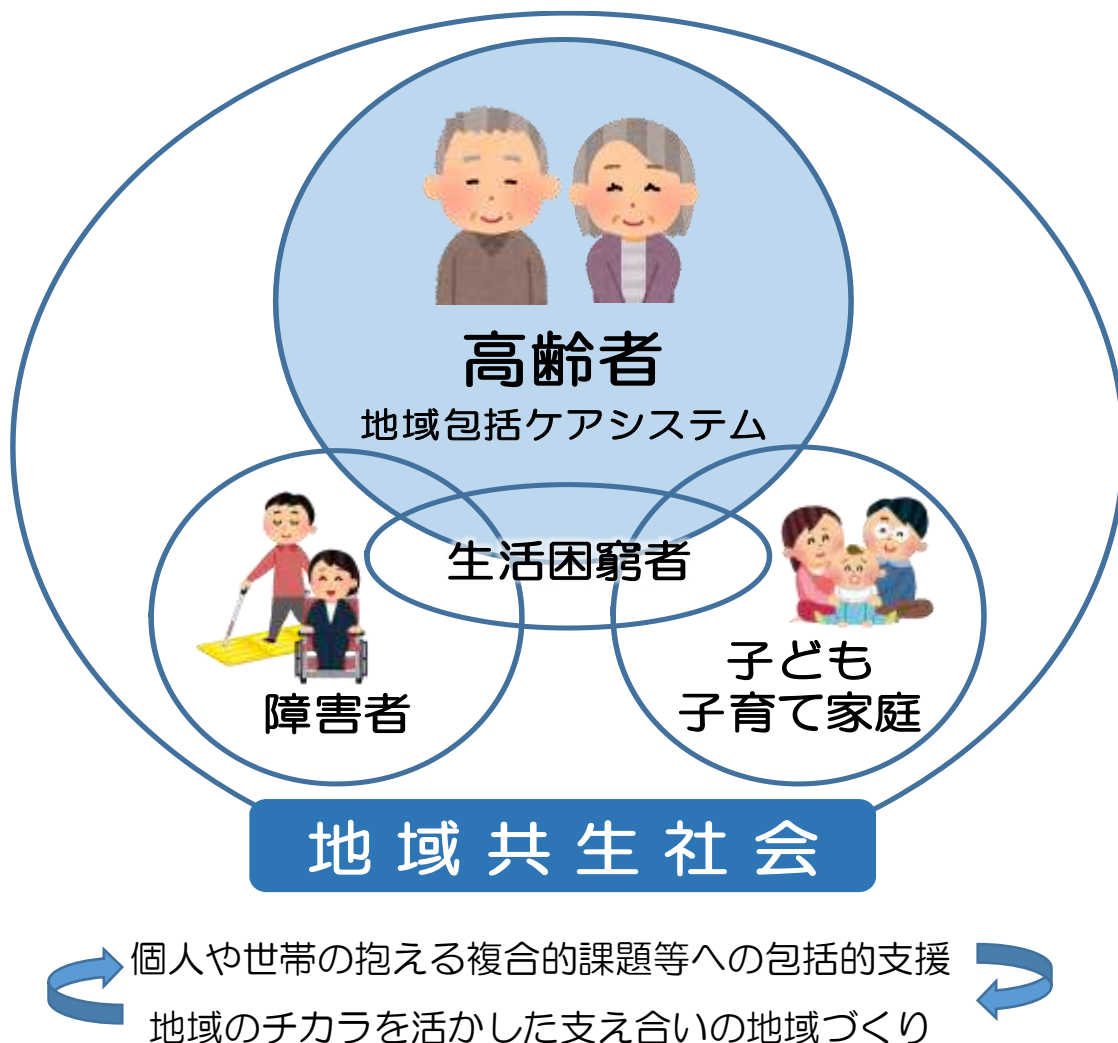 高齢者
地域包括ケアシステム
生活困窮者
障害者
子ども
子育て家庭
地域共生社会
個人や世帯の抱える複合的課題等への包括的支援
地域のチカラを活かした支え合いの地域づくり